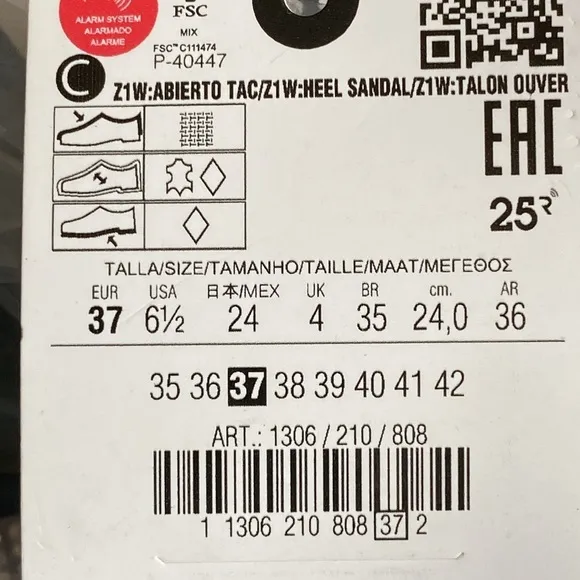 ALARM SYSTEM
ALARMADO
ALARME
FSC
MIX
FSC™ C111474
P-40447
C
Z1W:ABIERTO TAC/Z1W:HEEL SANDAL/Z1W:TALON OUVER
EAC
25R
TALLA/SIZE/TAMANHO/TAILLE/MAAT/ΜΕΓΕΘΟΣ
EUR USA 日本/MEX UK BR cm. AR
37 6½ 24 4 35 24,0 36
35 36 37 38 39 40 41 42
ART.: 1306 / 210 / 808
1 1306 210 808 37 2